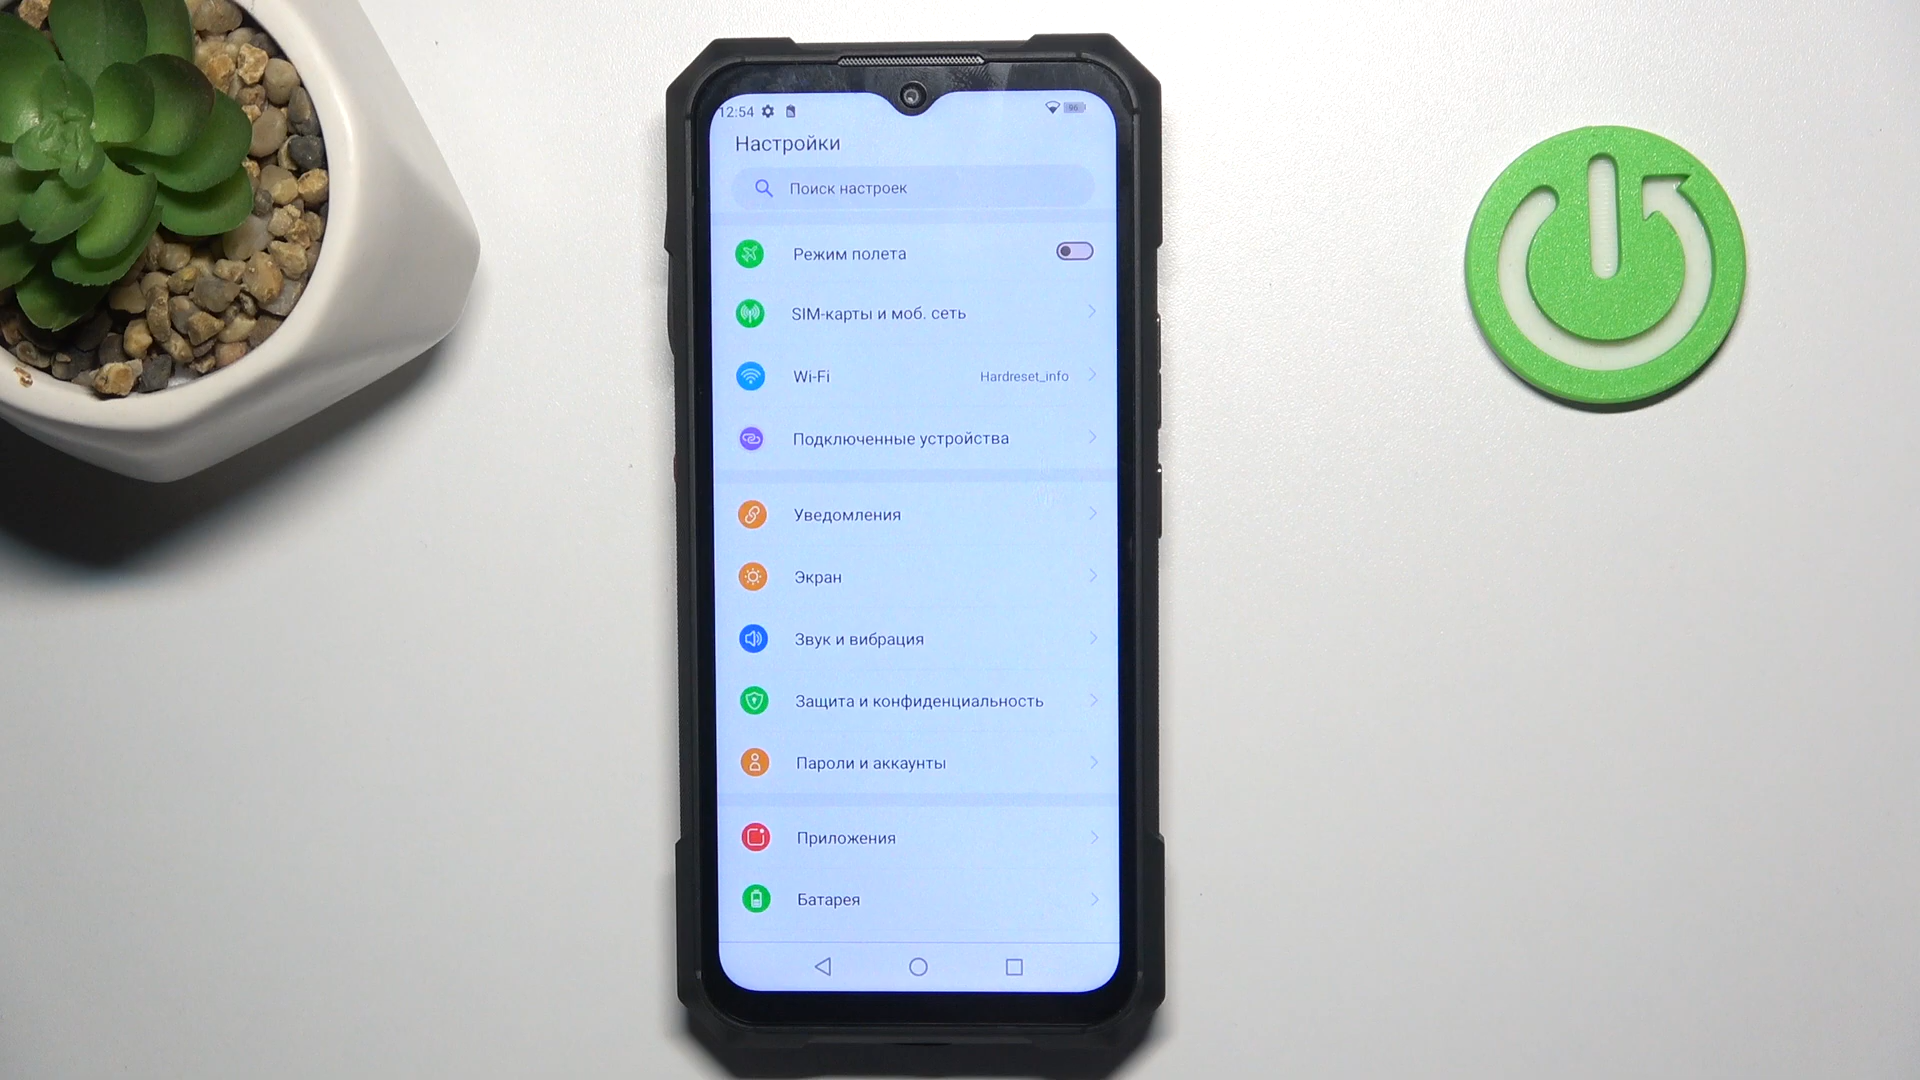 12:54
96
Настройки
Поиск настроек
Режим полета
SIM-карты и моб. сеть
Wi-Fi
Hardreset_info
Подключенные устройства
Уведомления
Экран
Звук и вибрация
Защита и конфиденциальность
Пароли и аккаунты
Приложения
Батарея